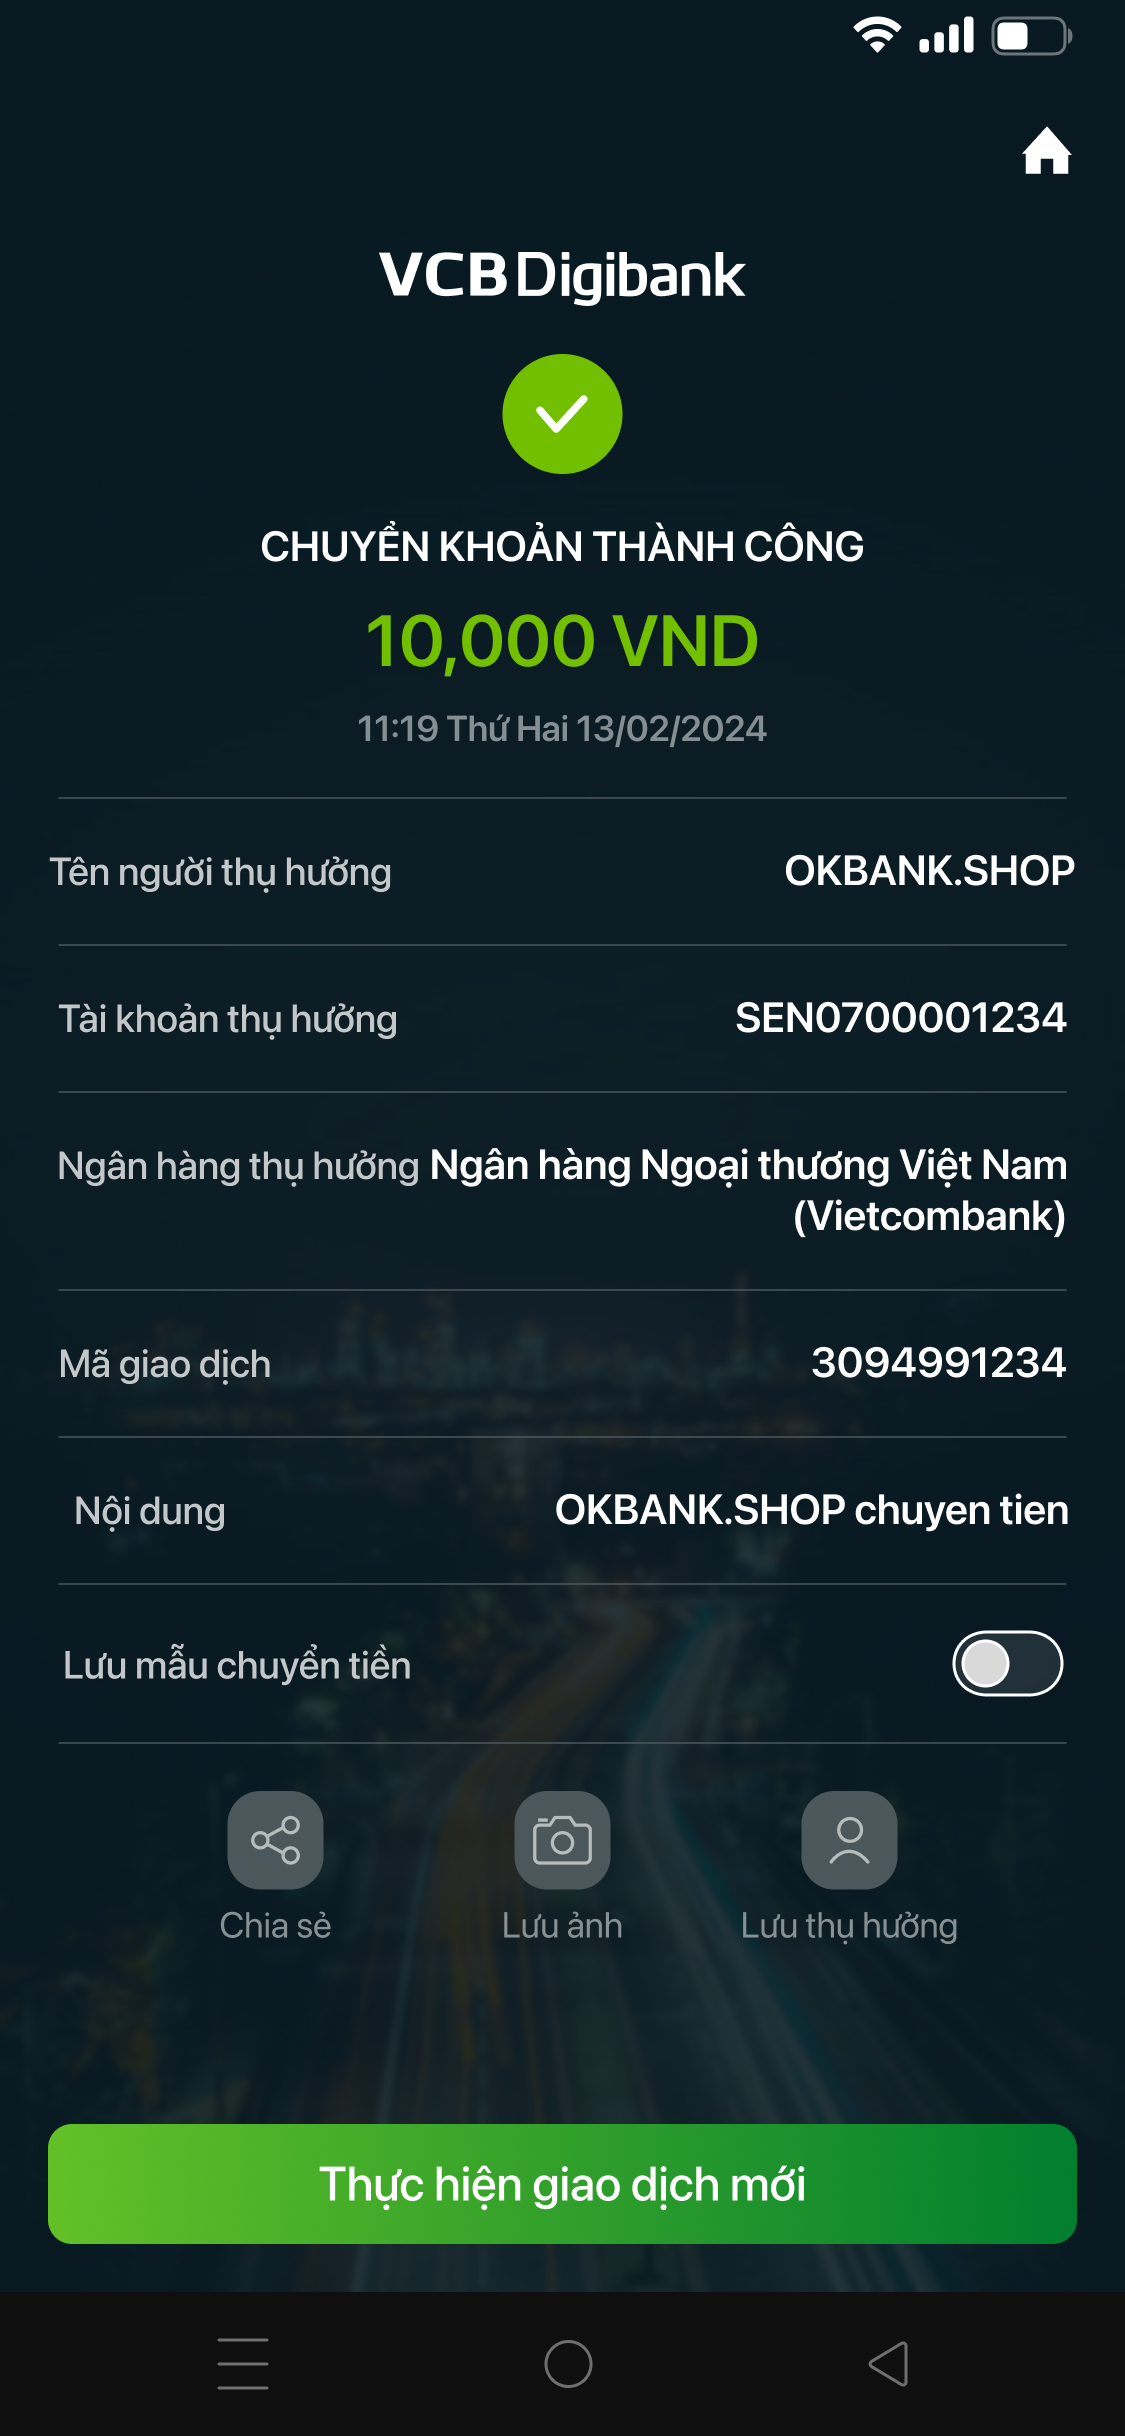 VCB Digibank
CHUYỂN KHOẢN THÀNH CÔNG
10,000 VND
11:19 Thứ Hai 13/02/2024
Tên người thụ hưởng OKBANK.SHOP
Tài khoản thụ hưởng SEN0700001234
Ngân hàng thụ hưởng Ngân hàng Ngoại thương Việt Nam
(Vietcombank)
Mã giao dịch 3094991234
Nội dung OKBANK.SHOP chuyen tien
Lưu mẫu chuyển tiền
Chia sẻ Lưu ảnh Lưu thụ hưởng
Thực hiện giao dịch mới